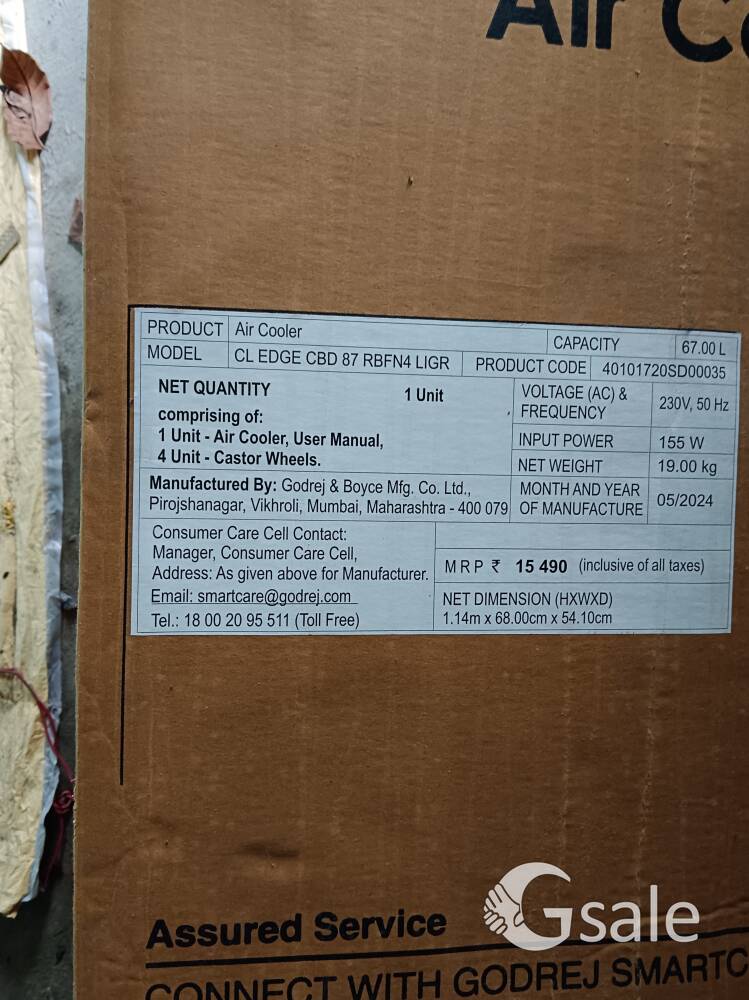 Air
PRODUCT Air Cooler CAPACITY 67.00 L
MODEL CL EDGE CBD 87 RBFN4 LIGR PRODUCT CODE 40101720SD00035
NET QUANTITY 1 Unit
comprising of:
1 Unit - Air Cooler, User Manual,
4 Unit - Castor Wheels.
VOLTAGE (AC) &
FREQUENCY 230V, 50 Hz
INPUT POWER 155 W
NET WEIGHT 19.00 kg
Manufactured By: Godrej & Boyce Mfg. Co. Ltd.,
Pirojshanagar, Vikhroli, Mumbai, Maharashtra - 400 079
MONTH AND YEAR
OF MANUFACTURE 05/2024
Consumer Care Cell Contact:
Manager, Consumer Care Cell,
Address: As given above for Manufacturer.
Email: smartcare@godrej.com
Tel.: 18 00 20 95 511 (Toll Free)
MRP ₹ 15 490 (inclusive of all taxes)
NET DIMENSION (HXWXD)
1.14m x 68.00cm x 54.10cm
Gsale
Assured Service
CONNECT WITH GODREJ SMARTC